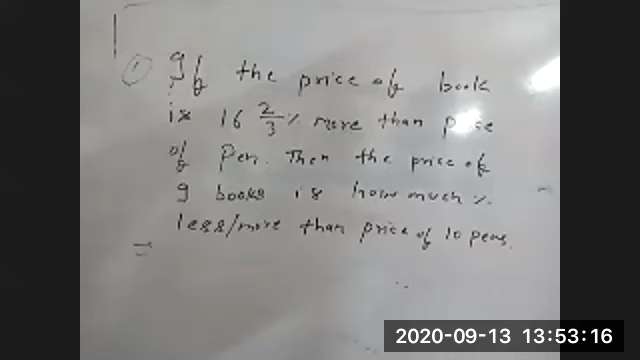 ① If the price of book
is 16 2/3 % more than price
of Pen. Then the price of
9 books is how much %
less/more than price of 10 pens.
2020-09-13 13:53:16